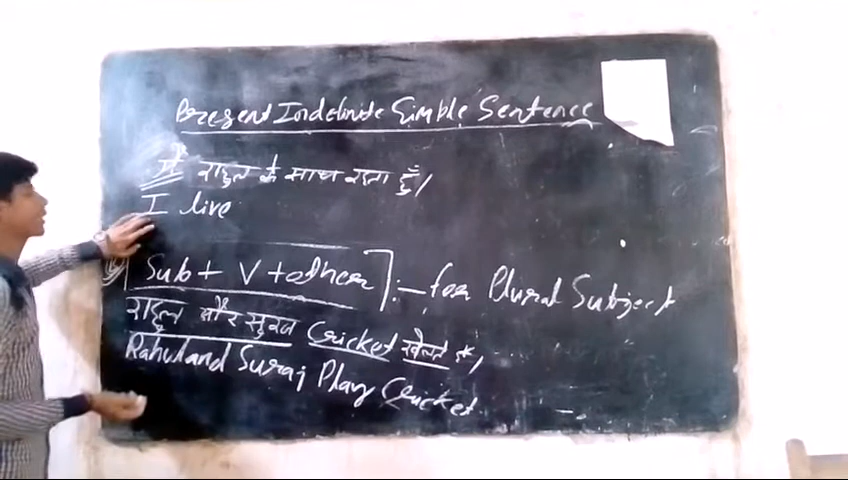 Present Indefinite Simple Sentence
मैं राहुल के साथ रहता हूँ।
I live
Sub + V + other] :— for Plural Subject
राहुल और सुरज Cricket खेलते हैं।
Rahul and Suraj Play Cricket